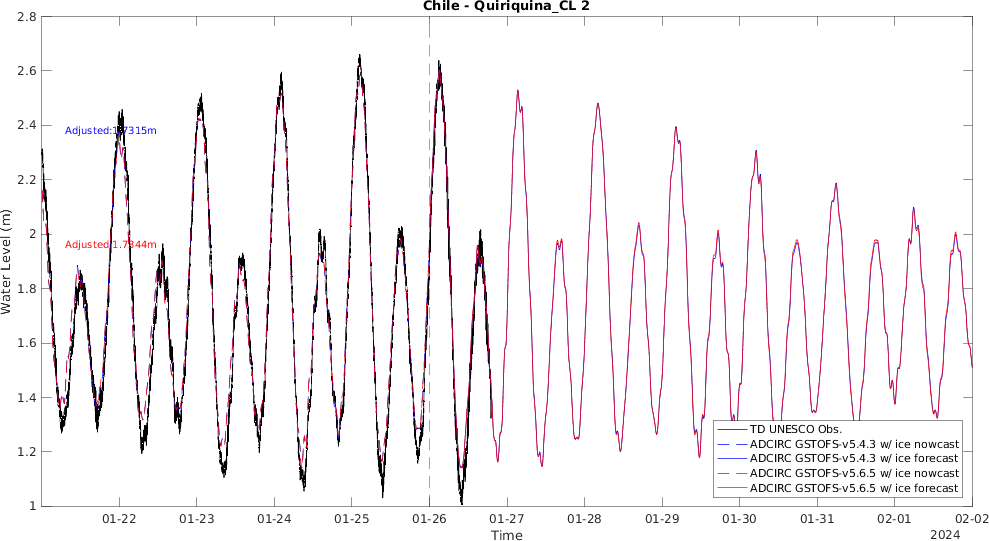 Chile - Quiriquina_CL 2
Water Level (m)
2.8
2.6
2.4
2.2
2
1.8
1.6
1.4
1.2
1
Adjusted:1.7315m
Adjusted:1.7344m
TD UNESCO Obs.
ADCIRC GSTOFS-v5.4.3 w/ ice nowcast
ADCIRC GSTOFS-v5.4.3 w/ ice forecast
ADCIRC GSTOFS-v5.6.5 w/ ice nowcast
ADCIRC GSTOFS-v5.6.5 w/ ice forecast
01-22 01-23 01-24 01-25 01-26 01-27 01-28 01-29 01-30 01-31 02-01 02-02
Time
2024